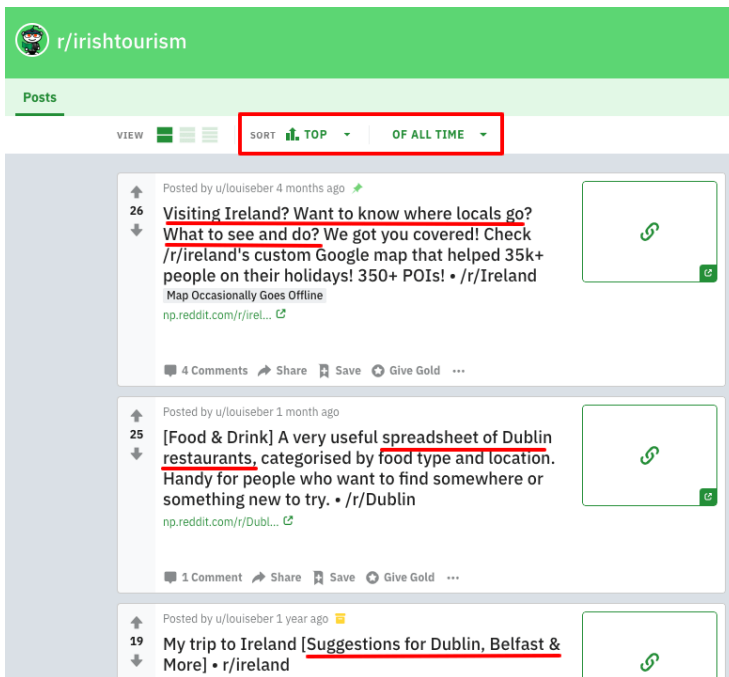 r/irishtourism
Posts
VIEW SORT TOP OF ALL TIME
Posted by u/louiseber 4 months ago
26
Visiting Ireland? Want to know where locals go?
What to see and do? We got you covered! Check
/r/ireland's custom Google map that helped 35k+
people on their holidays! 350+ POIs! • /r/Ireland
Map Occasionally Goes Offline
np.reddit.com/r/irel...
4 Comments Share Save Give Gold ...
Posted by u/louiseber 1 month ago
25
[Food & Drink] A very useful spreadsheet of Dublin
restaurants, categorised by food type and location.
Handy for people who want to find somewhere or
something new to try. • /r/Dublin
np.reddit.com/r/Dubl...
1 Comment Share Save Give Gold ...
Posted by u/louiseber 1 year ago
19
My trip to Ireland [Suggestions for Dublin, Belfast &
More] • r/ireland